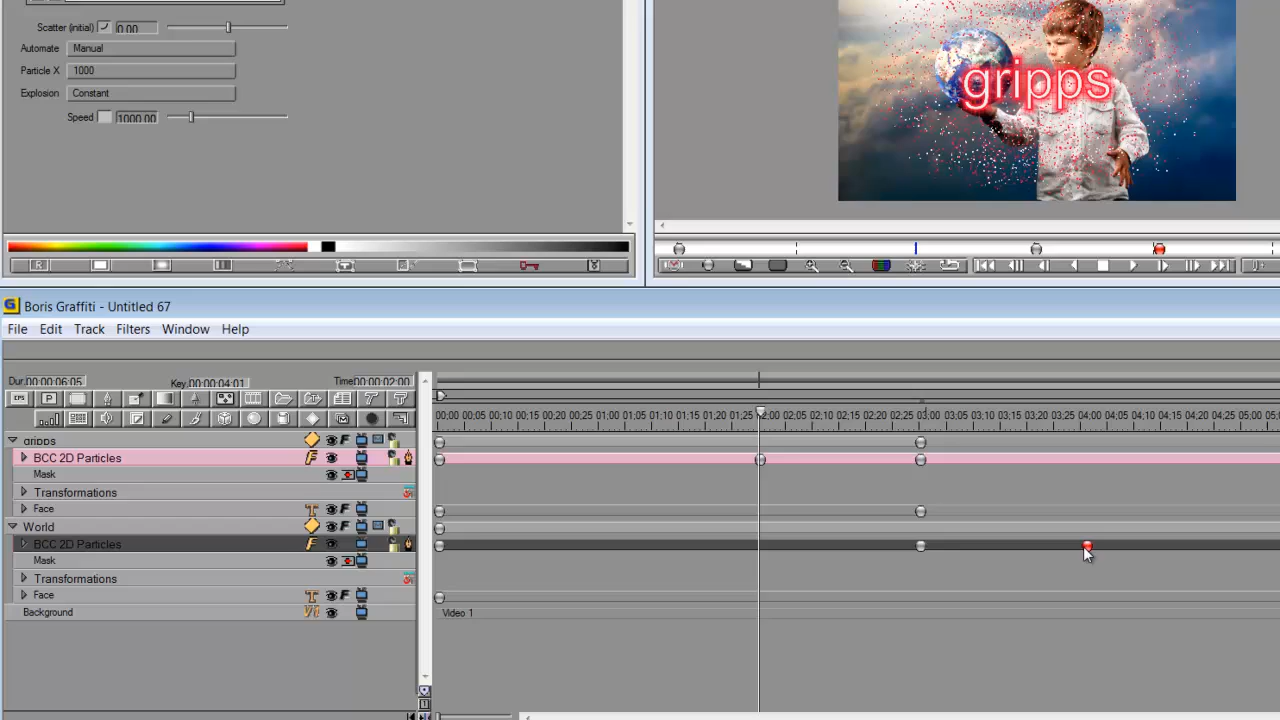 Scatter (initial) 0.00
Automate Manual
Particle X 1000
Explosion Constant
Speed 1000.00
gripps
Boris Graffiti - Untitled 67
File Edit Track Filters Window Help
Dur:00:00:06:05 Key:00:00:04:01 Time:00:00:02:00
EPS P
00;00 00;05 00;10 00;15 00;20 00;25 01;00 01;05 01;10 01;15 01;20 01;25 02;00 02;05 02;10 02;15 02;20 02;25 03;00 03;05 03;10 03;15 03;20 03;25 04;00 04;05 04;10 04;15 04;20 04;25 05;00
gripps
BCC 2D Particles
Mask
Transformations
Face
World
BCC 2D Particles
Mask
Transformations
Face
Background Video 1